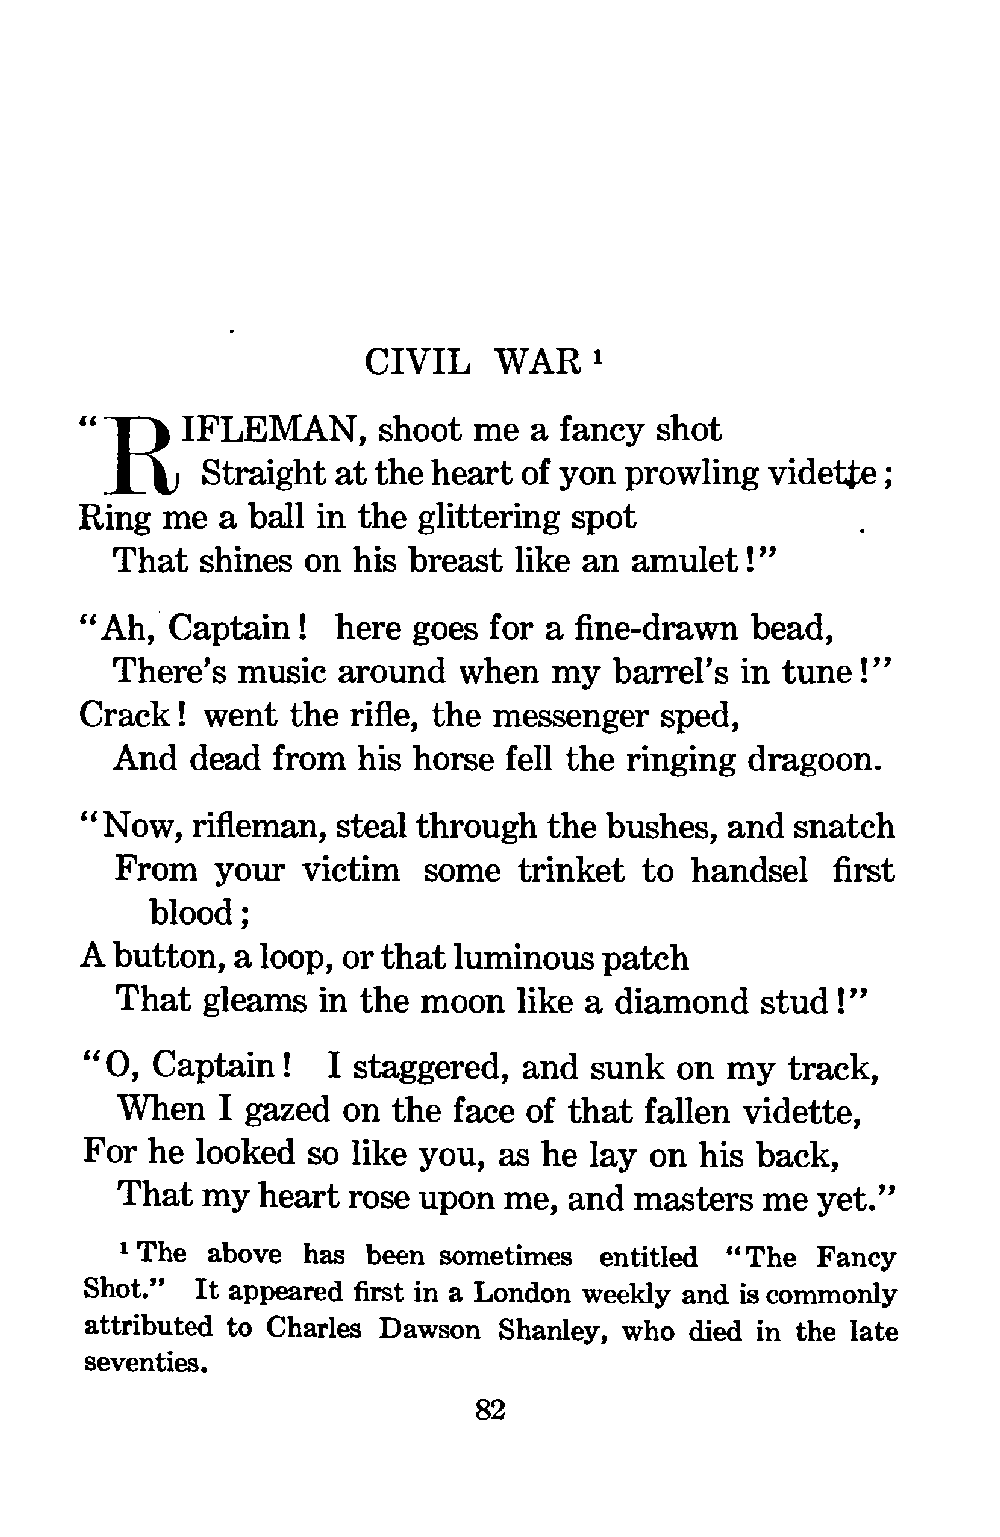 CIVIL WAR ¹
"RIFLEMAN, shoot me a fancy shot
Straight at the heart of yon prowling vidette;
Ring me a ball in the glittering spot
That shines on his breast like an amulet!"
"Ah, Captain! here goes for a fine-drawn bead,
There's music around when my barrel's in tune!"
Crack! went the rifle, the messenger sped,
And dead from his horse fell the ringing dragoon.
"Now, rifleman, steal through the bushes, and snatch
From your victim some trinket to handsel first
blood;
A button, a loop, or that luminous patch
That gleams in the moon like a diamond stud!"
"O, Captain! I staggered, and sunk on my track,
When I gazed on the face of that fallen vidette,
For he looked so like you, as he lay on his back,
That my heart rose upon me, and masters me yet."
¹ The above has been sometimes entitled "The Fancy
Shot." It appeared first in a London weekly and is commonly
attributed to Charles Dawson Shanley, who died in the late
seventies.
82